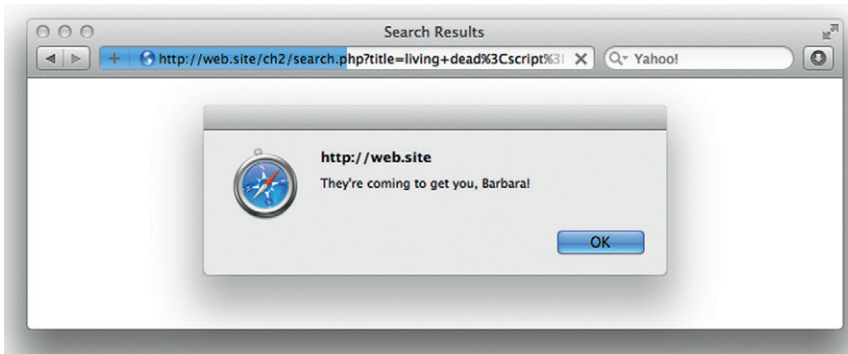 Search Results
http://web.site/ch2/search.php?title=living+dead%3Cscript%3
Yahoo!
http://web.site
They're coming to get you, Barbara!
OK